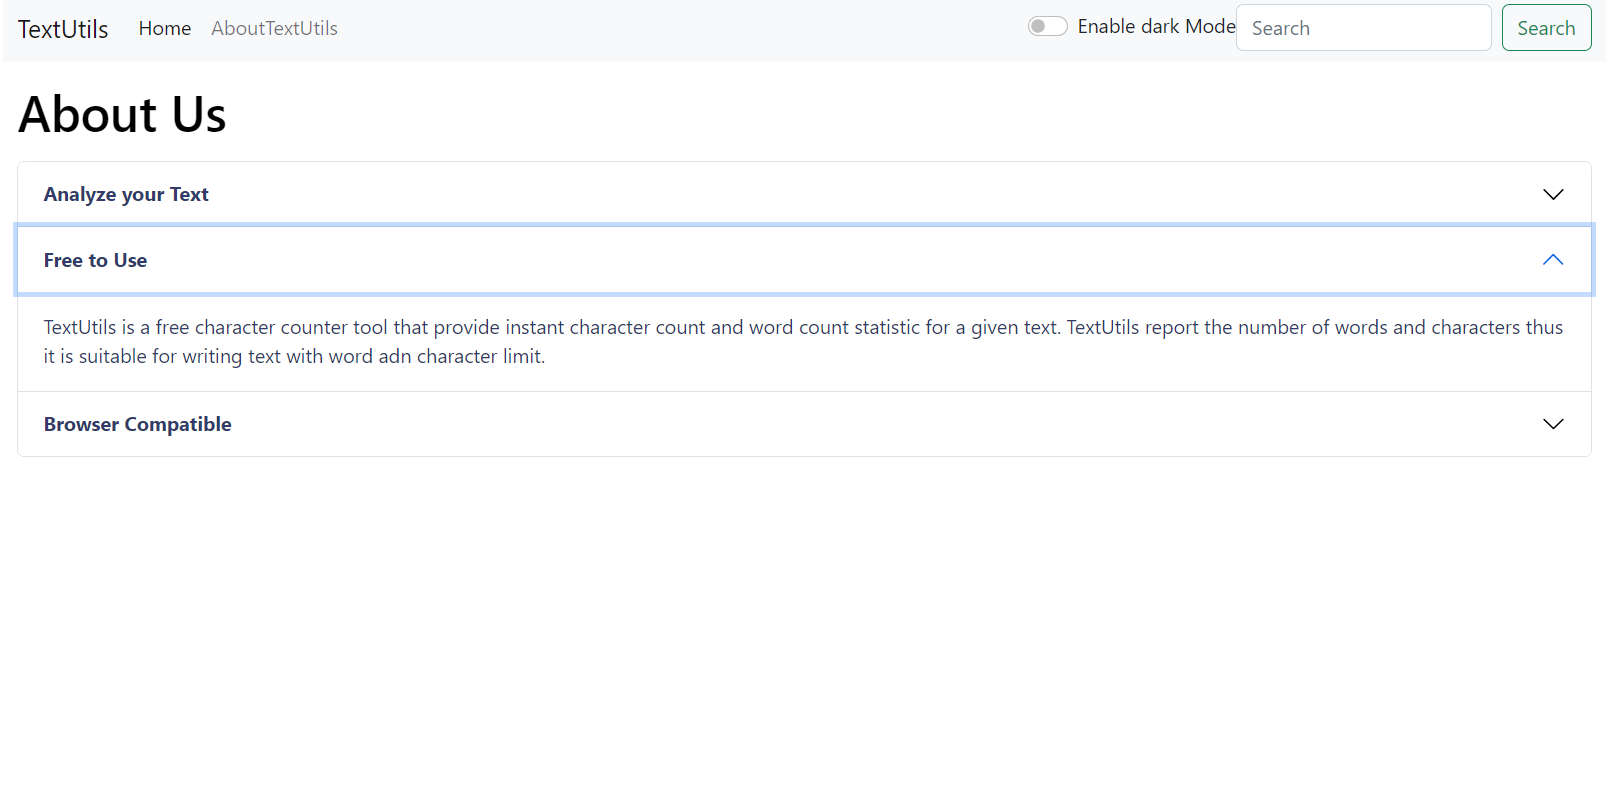 TextUtils Home AboutTextUtils Enable dark Mode Search Search
About Us
Analyze your Text
Free to Use
TextUtils is a free character counter tool that provide instant character count and word count statistic for a given text. TextUtils report the number of words and characters thus
it is suitable for writing text with word adn character limit.
Browser Compatible